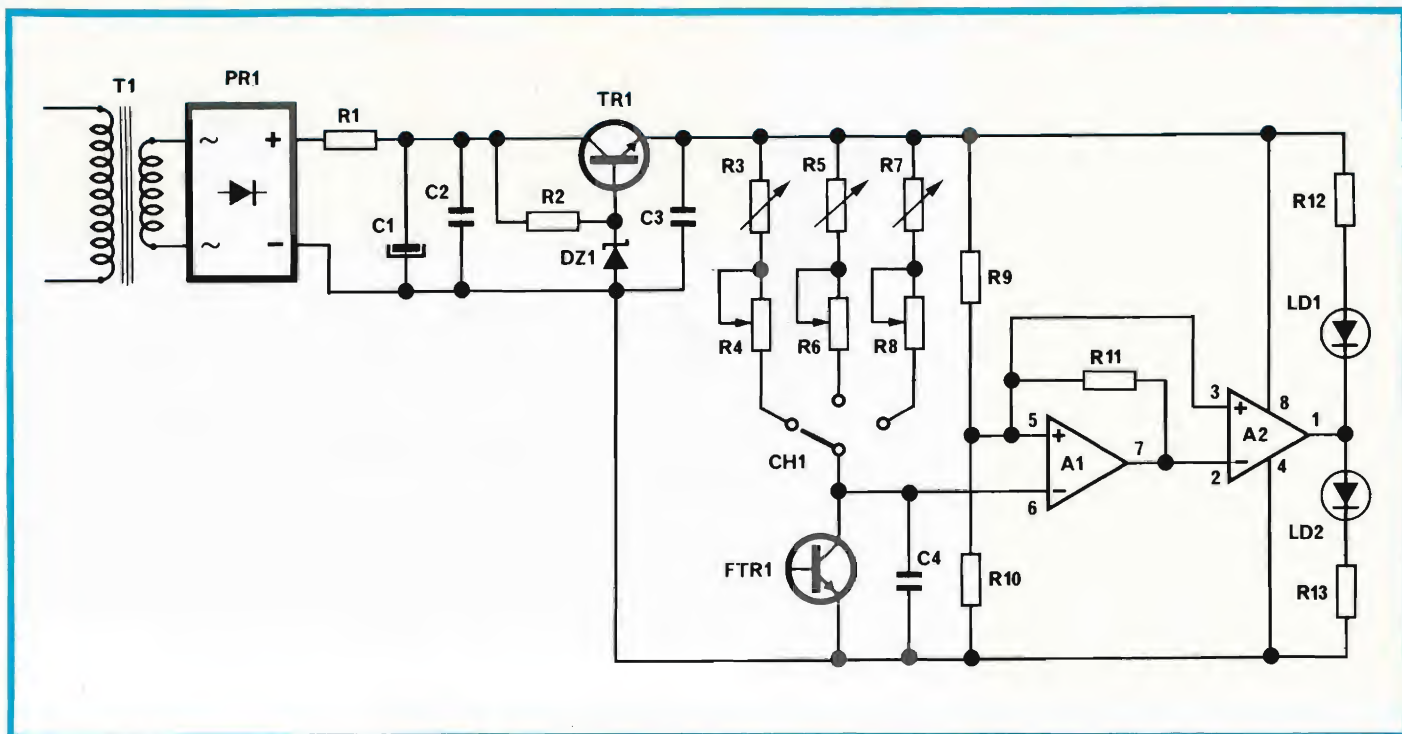 T1
PR1
~
+
~
−
R1
C1
C2
R2
TR1
DZ1
C3
R3
R5
R7
R4
R6
R8
CH1
FTR1
C4
R9
R10
R11
5
+
A1
7
−
6
3
+
8
A2
1
−
2
4
R12
LD1
LD2
R13